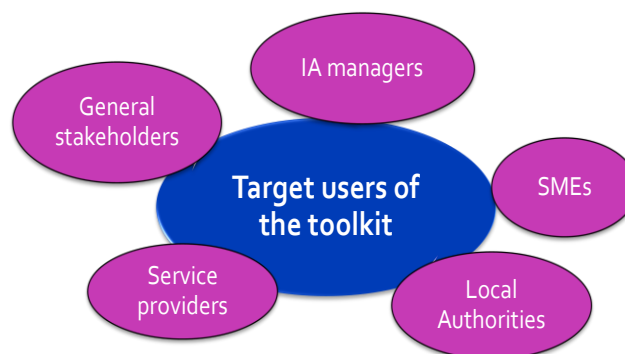 IA managers
General
stakeholders
Target users of
the toolkit
SMEs
Service
providers
Local
Authorities